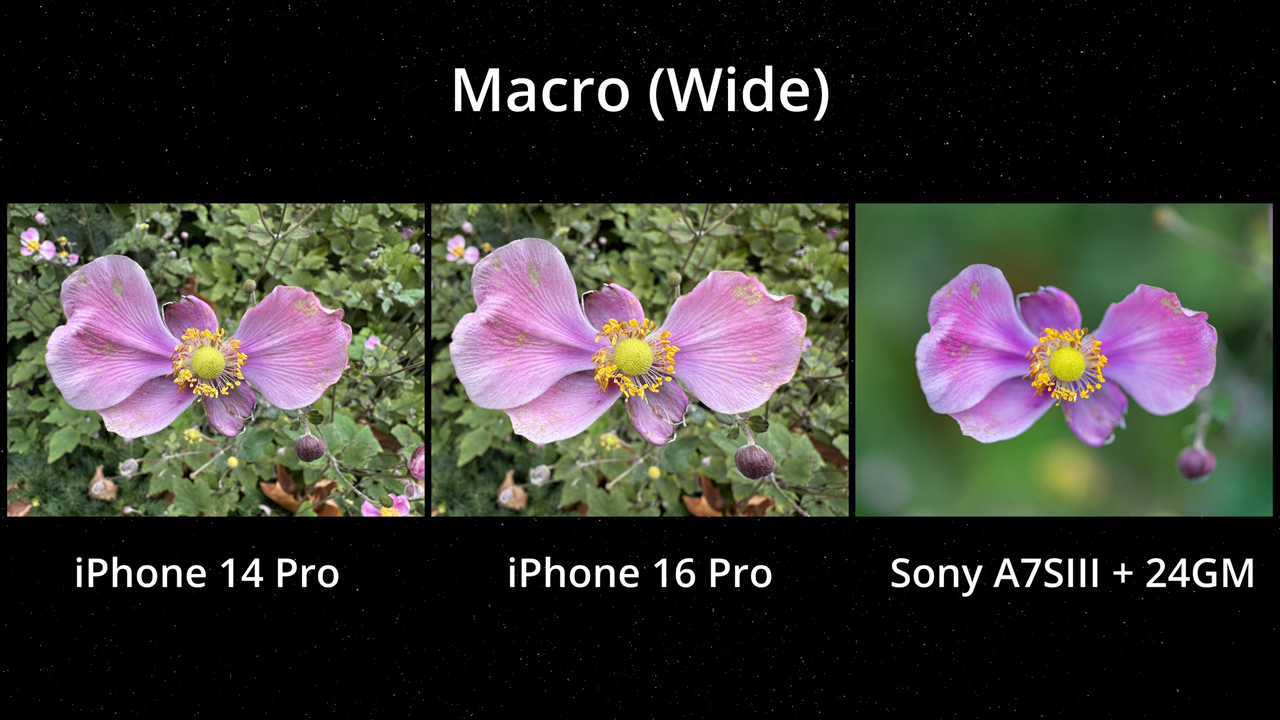 Macro (Wide)
iPhone 14 Pro
iPhone 16 Pro
Sony A7SIII + 24GM